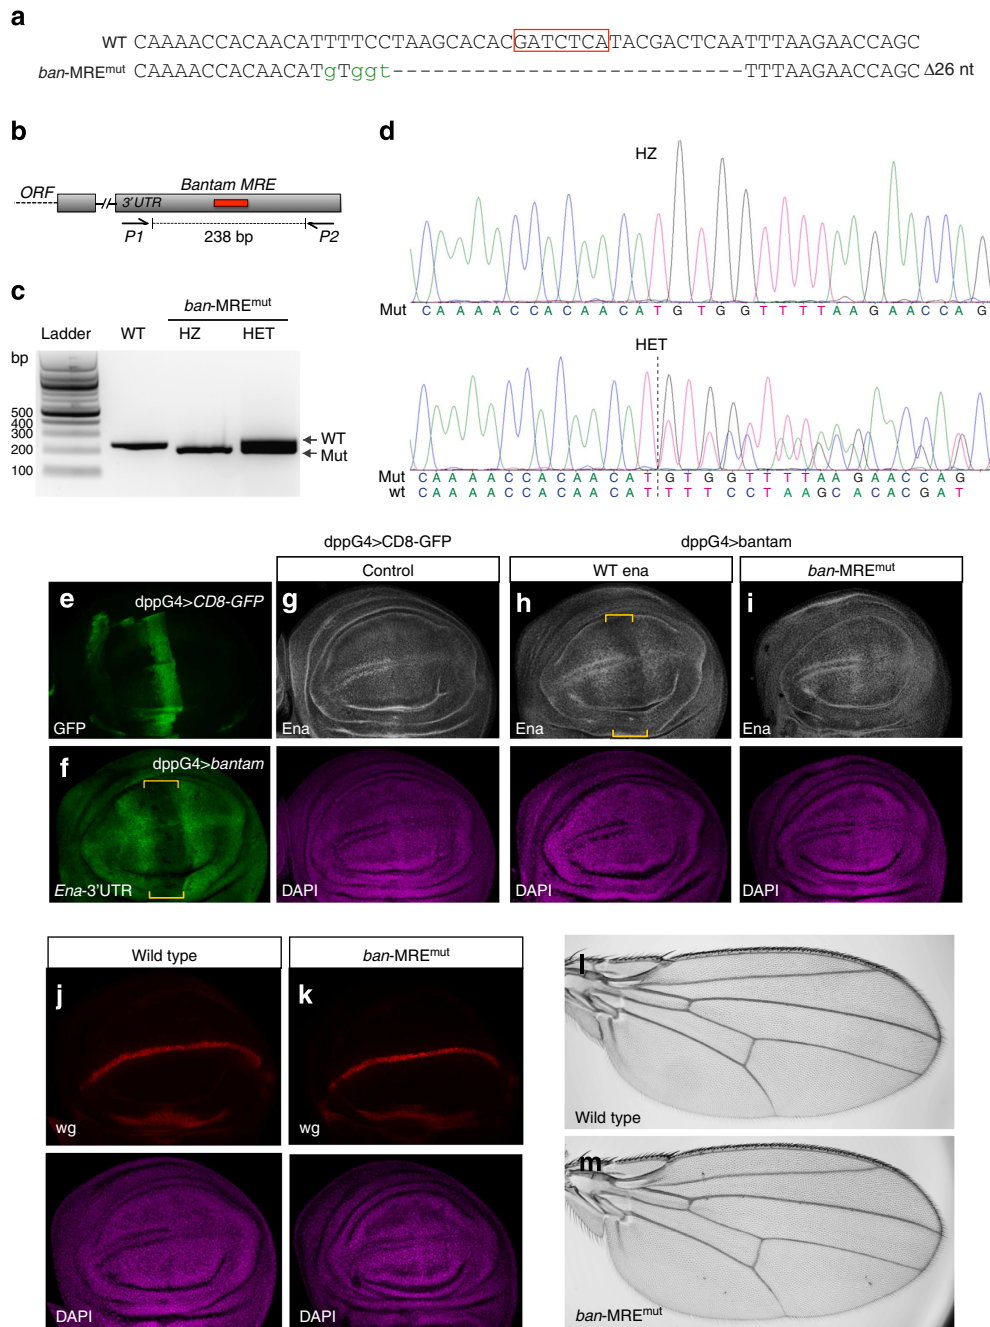 a
WT CAAAACCACAACATTTTCCTAAGCACACGATCTCATACGACTCAATTTAAGAACCAGC
ban-MREmut CAAAACCACAACATgTggt--------------------------TTTAAGAACCAGC Δ26 nt
b
ORF
Bantam MRE
3'UTR
P1
238 bp
P2
c
ban-MREmut
Ladder WT HZ HET
bp
500
400
300
200
100
WT
Mut
d
HZ
Mut C A A A A C C A C A A C A T G T G G T T T T A A G A A C C A G
HET
Mut C A A A A C C A C A A C A T G T G G T T T T A A G A A C C A G
wt C A A A A C C A C A A C A T T T T C C T A A G C A C A C G A T
dppG4>CD8-GFP
dppG4>bantam
Control
WT ena
ban-MREmut
e
dppG4>CD8-GFP
GFP
g
Ena
h
Ena
i
Ena
f
dppG4>bantam
Ena-3'UTR
DAPI
DAPI
DAPI
Wild type
ban-MREmut
j
wg
k
wg
DAPI
DAPI
l
Wild type
m
ban-MREmut